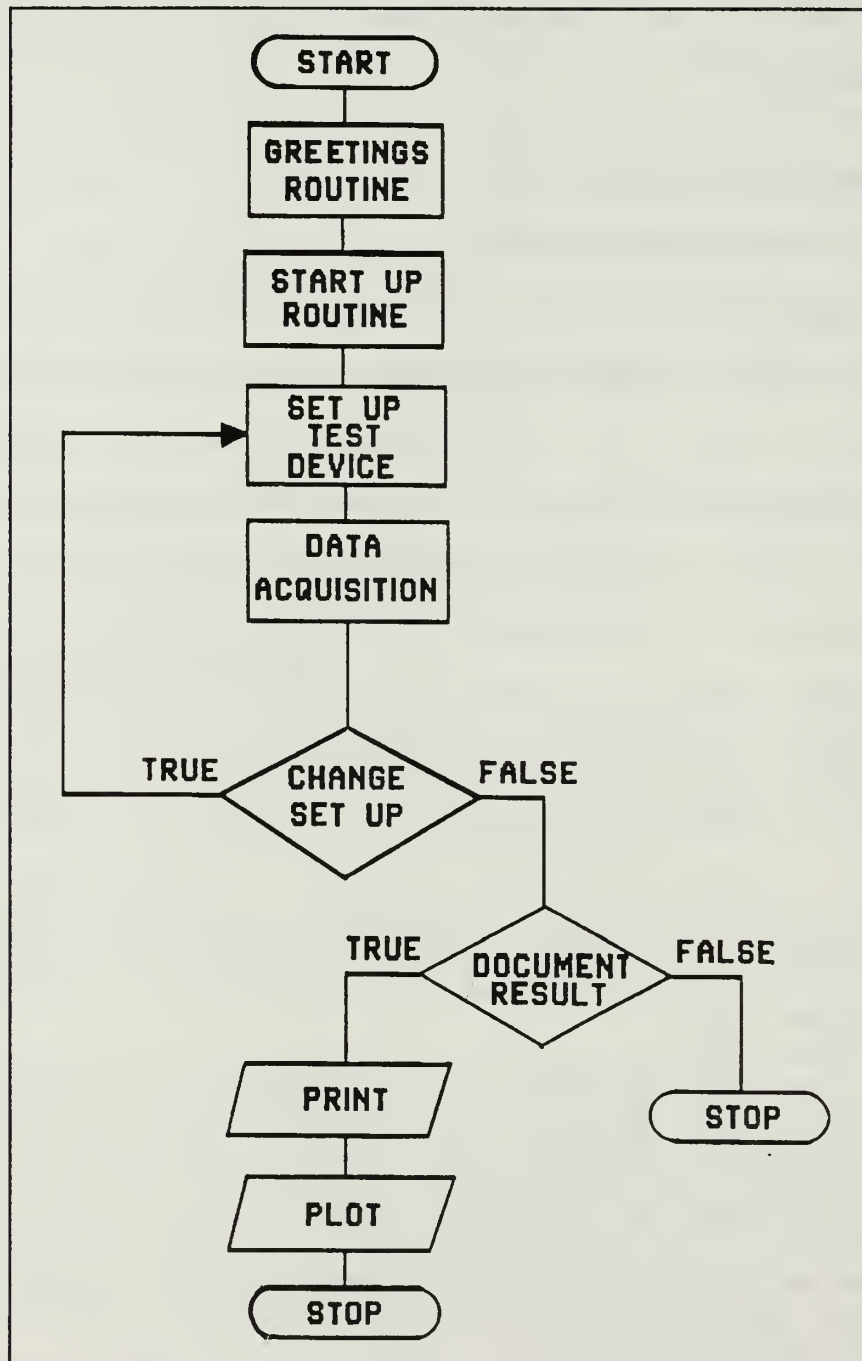 START
GREETINGS
ROUTINE
START UP
ROUTINE
SET UP
TEST
DEVICE
DATA
ACQUISITION
TRUE
CHANGE
SET UP
FALSE
TRUE
DOCUMENT
RESULT
FALSE
PRINT
STOP
PLOT
STOP